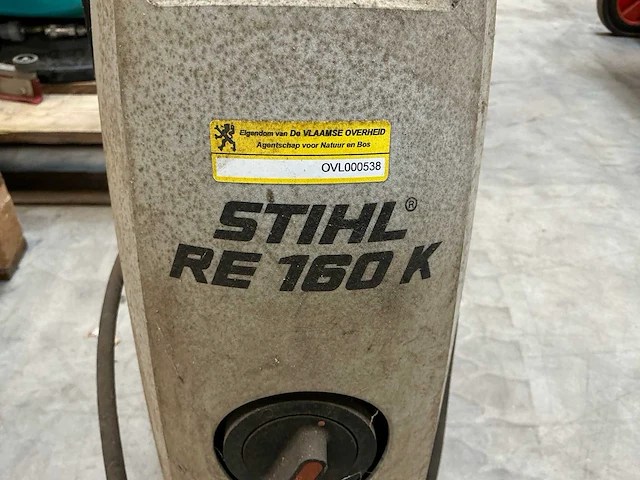 Eigendom van De VLAAMSE OVERHEID
Agentschap voor Natuur en Bos
OVL000538
STIHL®
RE 160 K